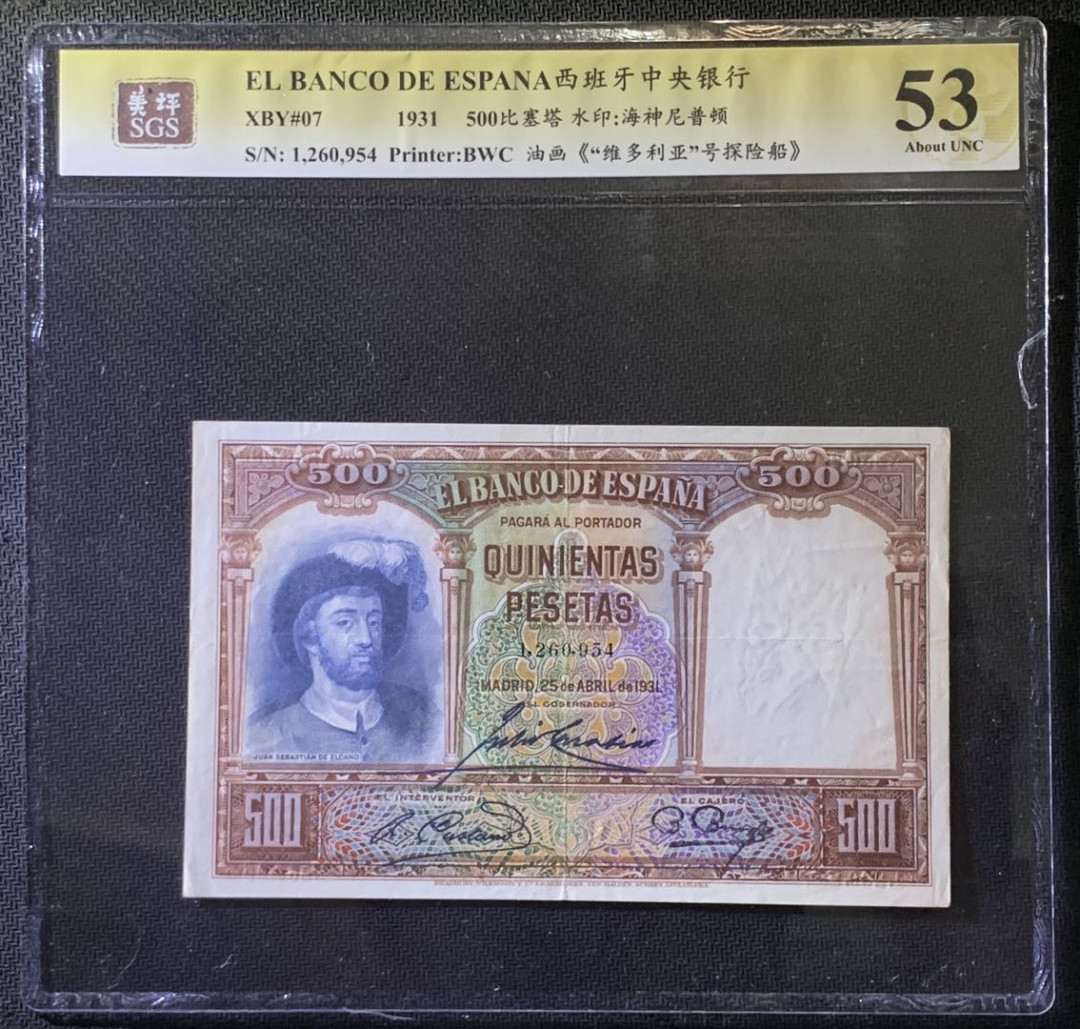 美评
SGS
EL BANCO DE ESPANA西班牙中央银行
XBY#07 1931 500比塞塔 水印:海神尼普顿
S/N: 1,260,954 Printer:BWC 油画《“维多利亚”号探险船》
53
About UNC
500 500
EL BANCO DE ESPAÑA
PAGARÁ AL PORTADOR
QUINIENTAS
PESETAS
1,260,954
MADRID, 25 de ABRIL de 1931.
EL GOBERNADOR
JUAN SEBASTIÁN DE ELCANO
EL INTERVENTOR
EL CAJERO
500 500